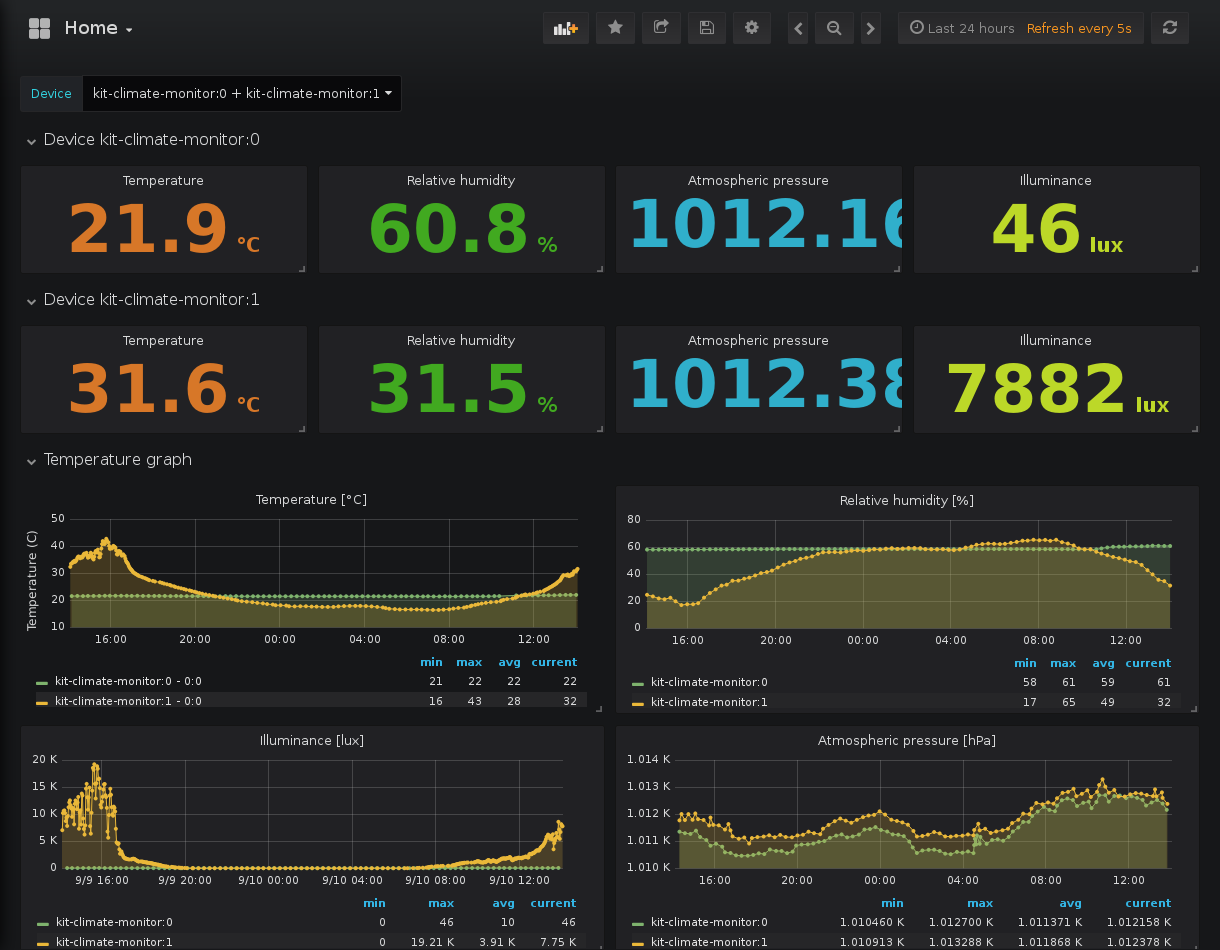 Home
Last 24 hours Refresh every 5s
Device kit-climate-monitor:0 + kit-climate-monitor:1
Device kit-climate-monitor:0
Temperature Relative humidity Atmospheric pressure Illuminance
21.9 °C 60.8 % 1012.16 46 lux
Device kit-climate-monitor:1
Temperature Relative humidity Atmospheric pressure Illuminance
31.6 °C 31.5 % 1012.38 7882 lux
Temperature graph
Temperature [°C]
Temperature (C)
50
40
30
20
10
16:00 20:00 00:00 04:00 08:00 12:00
min max avg current
kit-climate-monitor:0 - 0:0 21 22 22 22
kit-climate-monitor:1 - 0:0 16 43 28 32
Relative humidity [%]
80
60
40
20
0
16:00 20:00 00:00 04:00 08:00 12:00
min max avg current
kit-climate-monitor:0 58 61 59 61
kit-climate-monitor:1 17 65 49 32
Illuminance [lux]
20 K
15 K
10 K
5 K
0
9/9 16:00 9/9 20:00 9/10 00:00 9/10 04:00 9/10 08:00 9/10 12:00
min max avg current
kit-climate-monitor:0 0 46 10 46
kit-climate-monitor:1 0 19.21 K 3.91 K 7.75 K
Atmospheric pressure [hPa]
1.014 K
1.013 K
1.012 K
1.011 K
1.010 K
16:00 20:00 00:00 04:00 08:00 12:00
min max avg current
kit-climate-monitor:0 1.010460 K 1.012700 K 1.011371 K 1.012158 K
kit-climate-monitor:1 1.010913 K 1.013288 K 1.011868 K 1.012378 K